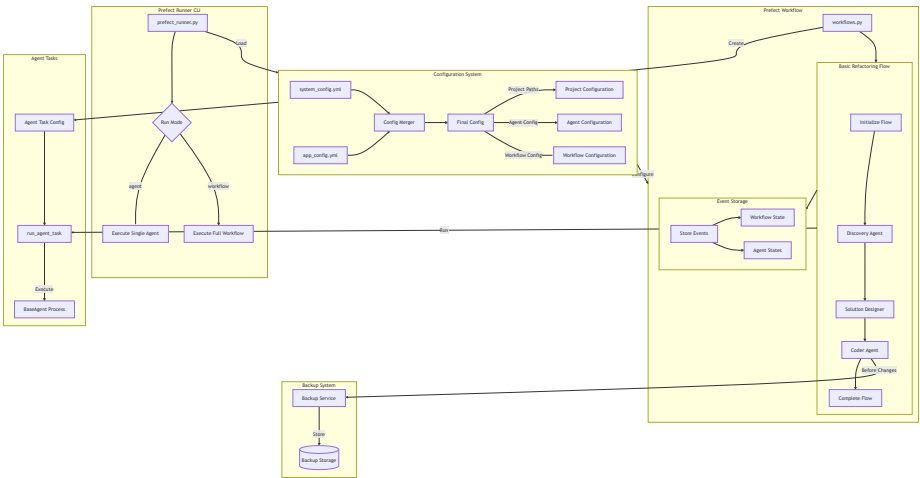 Prefect Runner CLI
prefect_runner.py
Load
Run Mode
agent
workflow
Execute Single Agent
Execute Full Workflow
Agent Tasks
Agent Task Config
run_agent_task
Execute
BaseAgent Process
Configuration System
system_config.yml
app_config.yml
Config Merger
Final Config
Project Paths
Agent Config
Workflow Config
Project Configuration
Agent Configuration
Workflow Configuration
Run
Prefect Workflow
workflows.py
Create
Basic Refactoring Flow
Initialize Flow
Discovery Agent
Solution Designer
Coder Agent
Before Changes
Complete Flow
Event Storage
Store Events
Workflow State
Agent States
Backup System
Backup Service
Store
Backup Storage